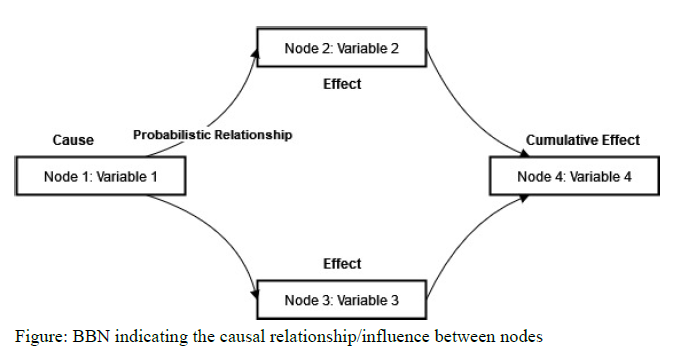 Node 2: Variable 2
Effect
Cause
Probabilistic Relationship
Cumulative Effect
Node 1: Variable 1
Node 4: Variable 4
Effect
Node 3: Variable 3
Figure: BBN indicating the causal relationship/influence between nodes